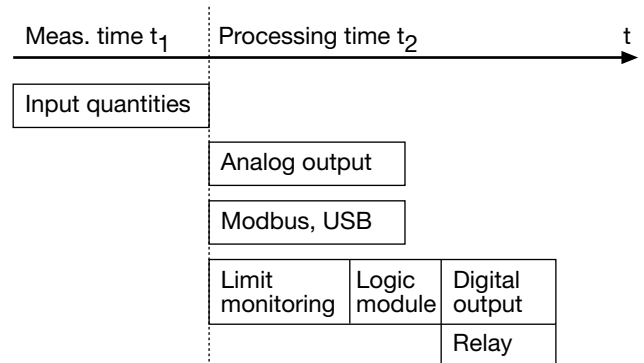 Meas. time t1 Processing time t2 t
Input quantities
Analog output
Modbus, USB
Limit monitoring
Logic module
Digital output
Relay